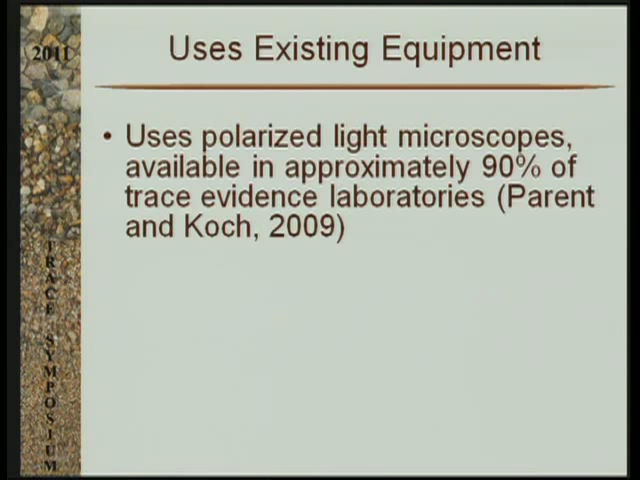 2011
Uses Existing Equipment
• Uses polarized light microscopes,
available in approximately 90% of
trace evidence laboratories (Parent
and Koch, 2009)
TRACE SYMPOSIUM